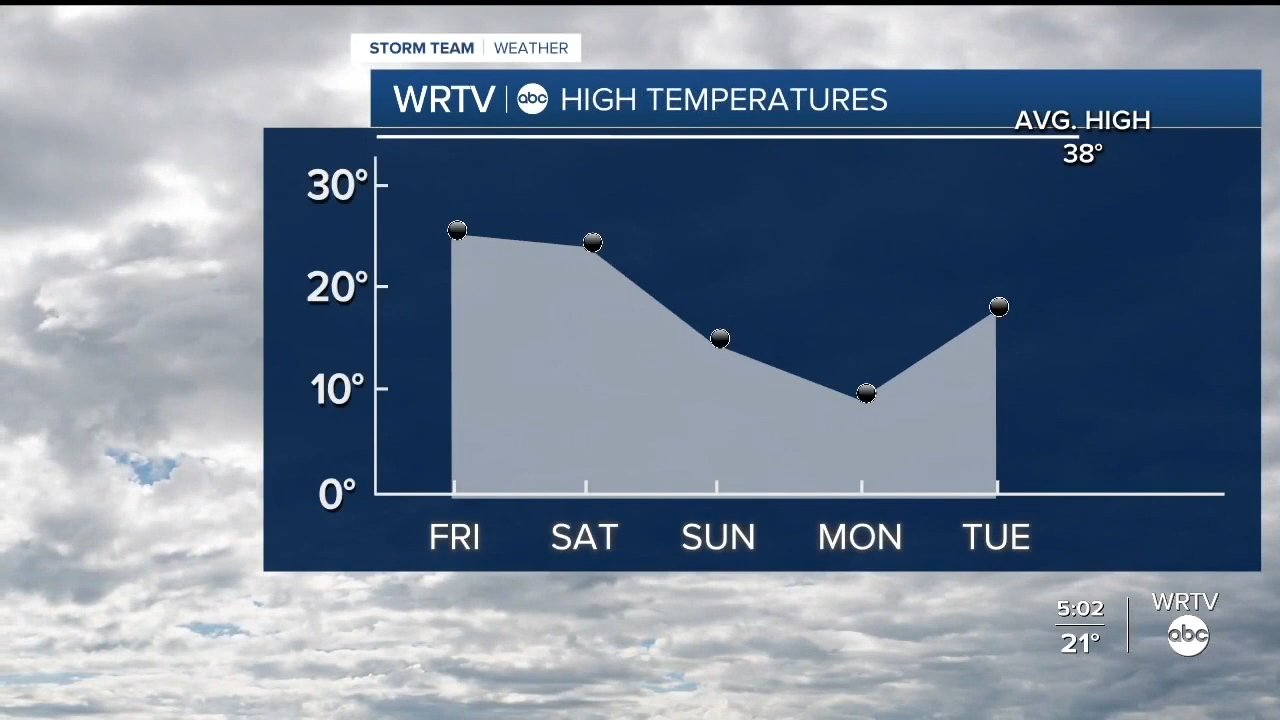 STORM TEAM | WEATHER
WRTV | abc HIGH TEMPERATURES
AVG. HIGH
38°
30°
20°
10°
0°
FRI SAT SUN MON TUE
5:02
21°
WRTV
abc